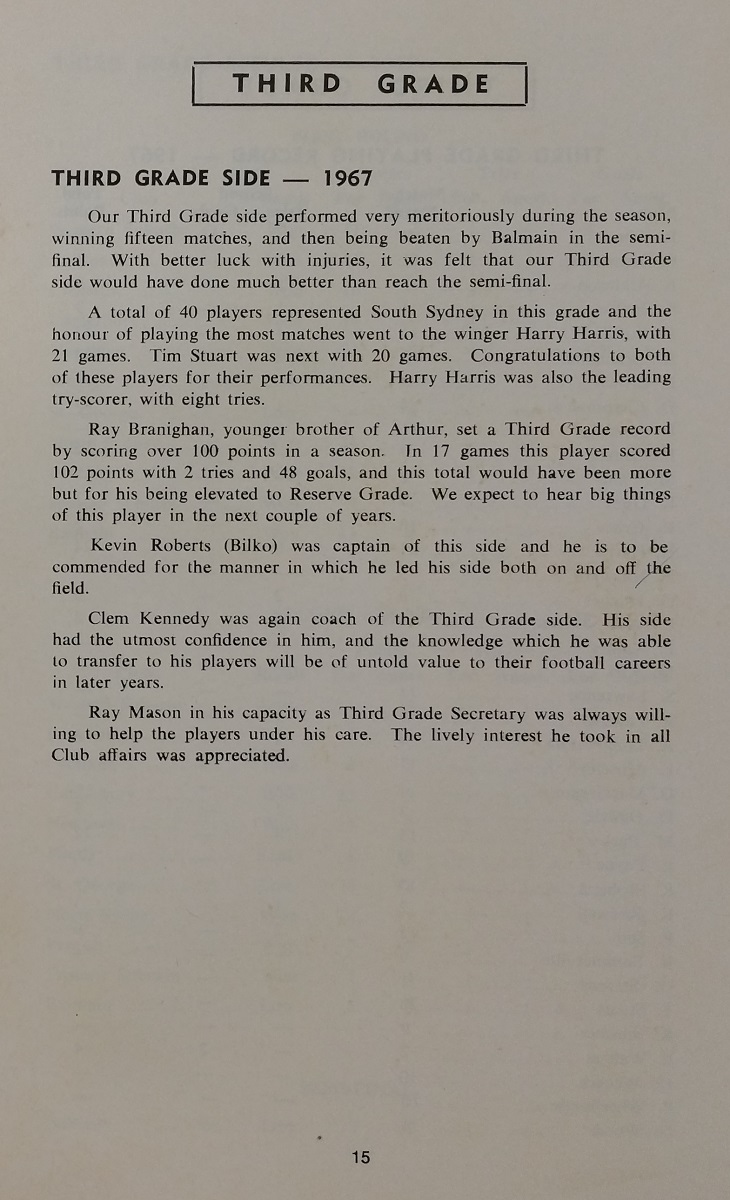 THIRD GRADE
THIRD GRADE SIDE — 1967
Our Third Grade side performed very meritoriously during the season,
winning fifteen matches, and then being beaten by Balmain in the semi-
final. With better luck with injuries, it was felt that our Third Grade
side would have done much better than reach the semi-final.
A total of 40 players represented South Sydney in this grade and the
honour of playing the most matches went to the winger Harry Harris, with
21 games. Tim Stuart was next with 20 games. Congratulations to both
of these players for their performances. Harry Harris was also the leading
try-scorer, with eight tries.
Ray Branighan, younger brother of Arthur, set a Third Grade record
by scoring over 100 points in a season. In 17 games this player scored
102 points with 2 tries and 48 goals, and this total would have been more
but for his being elevated to Reserve Grade. We expect to hear big things
of this player in the next couple of years.
Kevin Roberts (Bilko) was captain of this side and he is to be
commended for the manner in which he led his side both on and off the
field.
Clem Kennedy was again coach of the Third Grade side. His side
had the utmost confidence in him, and the knowledge which he was able
to transfer to his players will be of untold value to their football careers
in later years.
Ray Mason in his capacity as Third Grade Secretary was always will-
ing to help the players under his care. The lively interest he took in all
Club affairs was appreciated.
15